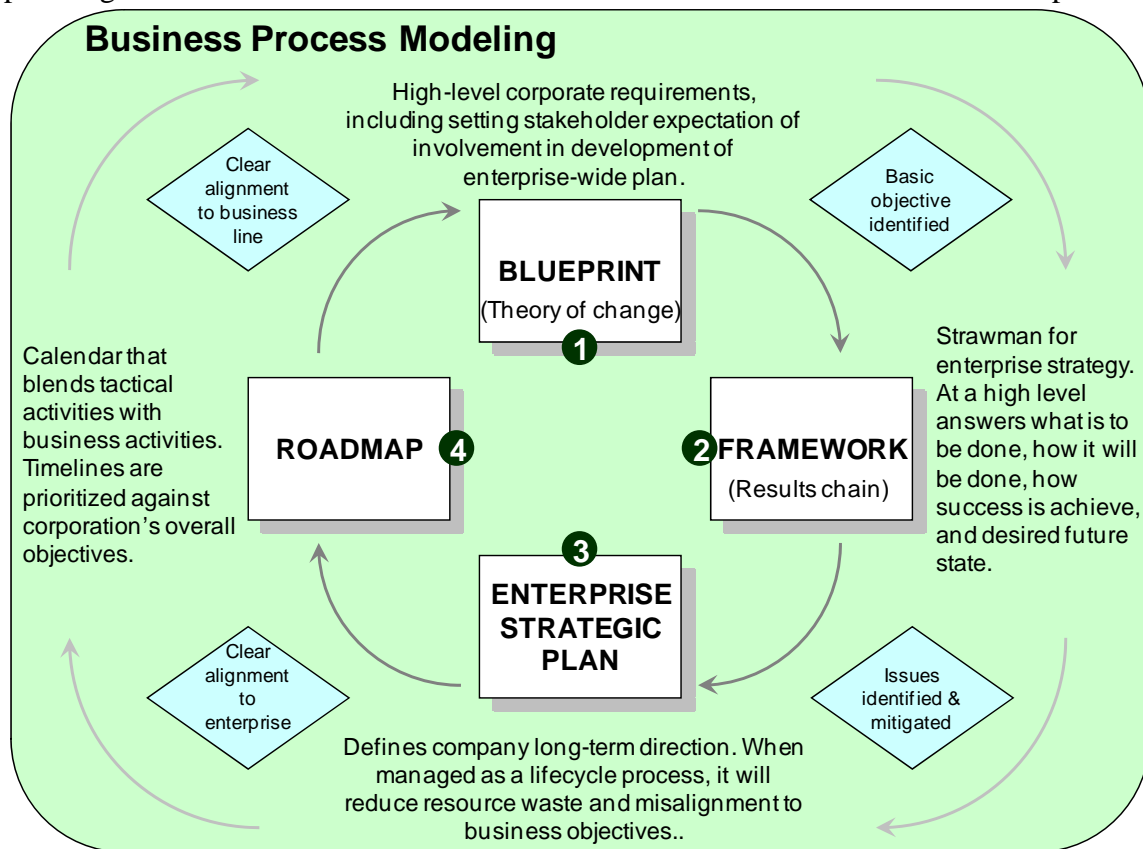 Business Process Modeling
High-level corporate requirements,
including setting stakeholder expectation of
involvement in development of
enterprise-wide plan.
Clear
alignment
to business
line
Basic
objective
identified
BLUEPRINT
(Theory of change)
1
Calendar that
blends tactical
activities with
business activities.
Timelines are
prioritized against
corporation's overall
objectives.
ROADMAP
4
2
FRAMEWORK
(Results chain)
Strawman for
enterprise strategy.
At a high level
answers what is to
be done, how it will
be done, how
success is achieve,
and desired future
state.
3
ENTERPRISE
STRATEGIC
PLAN
Clear
alignment
to
enterprise
Issues
identified &
mitigated
Defines company long-term direction. When
managed as a lifecycle process, it will
reduce resource waste and misalignment to
business objectives..